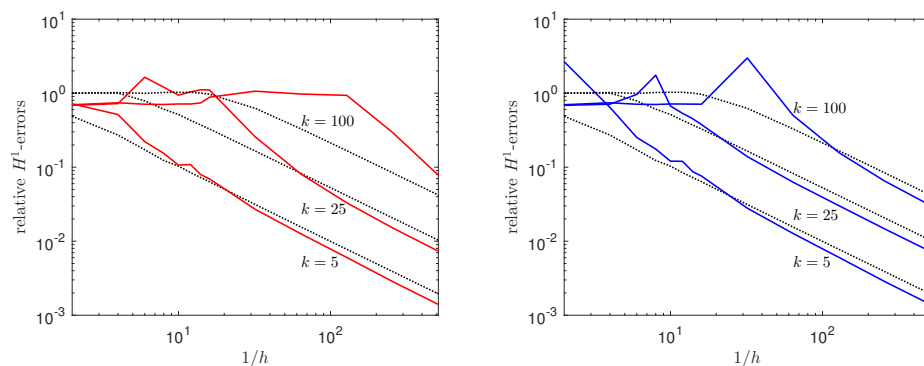 10^1
10^0
10^-1
10^-2
10^-3
relative H^1-errors
k = 100
k = 25
k = 5
10^1
10^2
1/h
10^1
10^0
10^-1
10^-2
10^-3
relative H^1-errors
k = 100
k = 25
k = 5
10^1
10^2
1/h